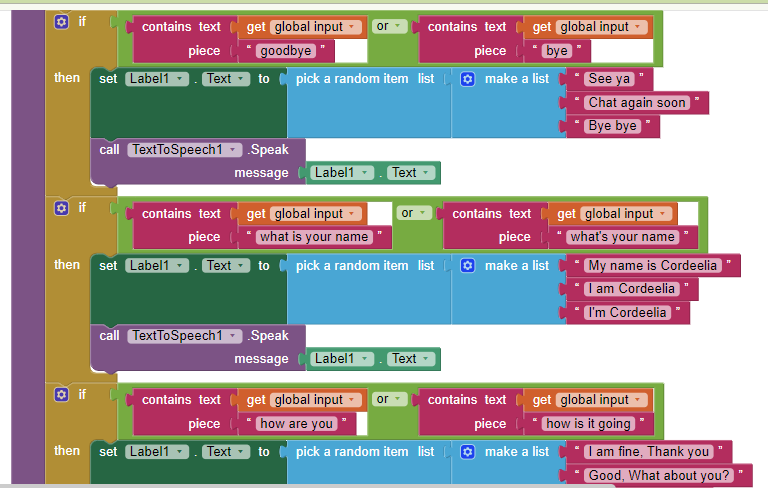 if contains text get global input or contains text get global input
piece " goodbye " piece " bye "
then set Label1 . Text to pick a random item list make a list " See ya "
" Chat again soon "
" Bye bye "
call TextToSpeech1 .Speak
message Label1 . Text
if contains text get global input or contains text get global input
piece " what is your name " piece " what's your name "
then set Label1 . Text to pick a random item list make a list " My name is Cordeelia "
" I am Cordeelia "
" I'm Cordeelia "
call TextToSpeech1 .Speak
message Label1 . Text
if contains text get global input or contains text get global input
piece " how are you " piece " how is it going "
then set Label1 . Text to pick a random item list make a list " I am fine, Thank you "
" Good, What about you? "